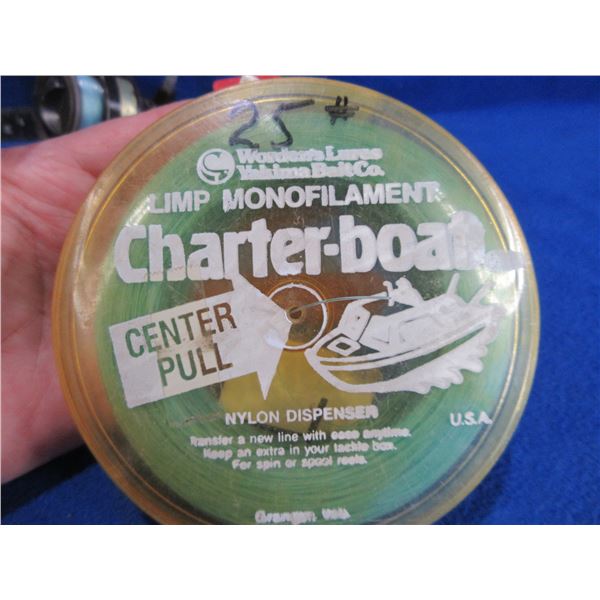 25 #
Worden's Lures
Yakima Bait Co.
LIMP MONOFILAMENT
Charter-boat
CENTER
PULL
NYLON DISPENSER
U.S.A.
Transfer a new line with ease anytime.
Keep an extra in your tackle box.
For spin or spool reels.
Granger,